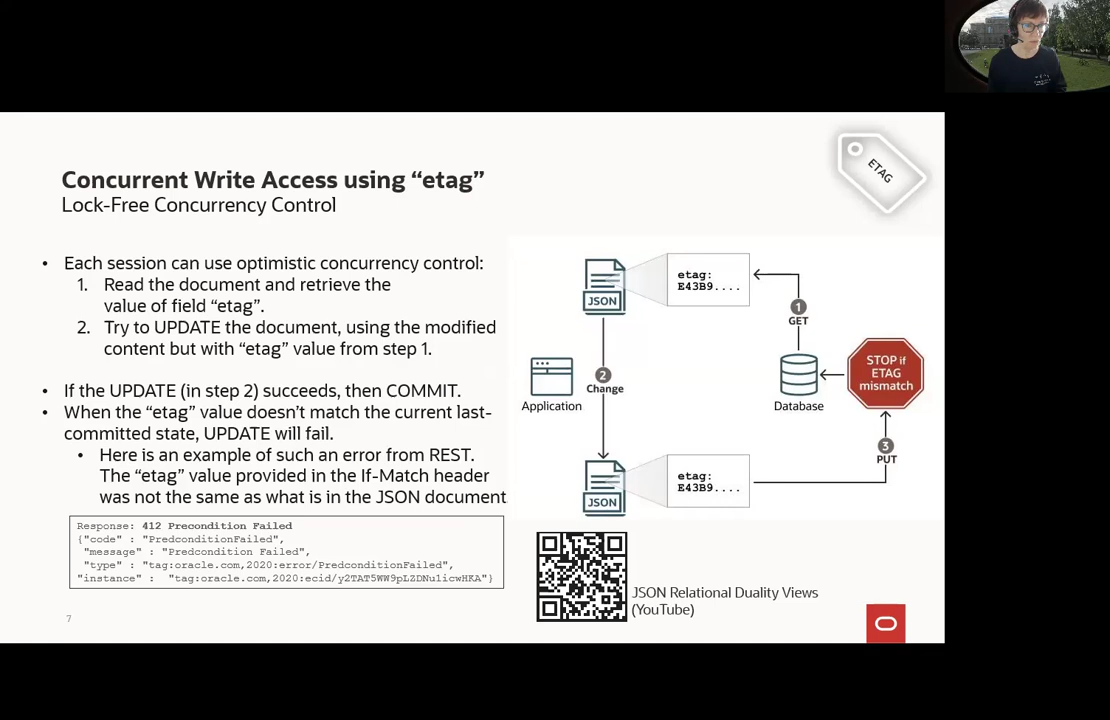 ETAG
Concurrent Write Access using “etag”
Lock-Free Concurrency Control
• Each session can use optimistic concurrency control:
1. Read the document and retrieve the
value of field “etag”.
2. Try to UPDATE the document, using the modified
content but with “etag” value from step 1.
• If the UPDATE (in step 2) succeeds, then COMMIT.
• When the “etag” value doesn’t match the current last-
committed state, UPDATE will fail.
• Here is an example of such an error from REST.
The “etag” value provided in the If-Match header
was not the same as what is in the JSON document
Response: 412 Precondition Failed
{"code" : "PredconditionFailed",
"message" : "Predcondition Failed",
"type" : "tag:oracle.com,2020:error/PredconditionFailed",
"instance" : "tag:oracle.com,2020:ecid/y2TAT5WW9pLZDNu1icwHKA"}
JSON
etag:
E43B9....
1
GET
Application
2
Change
Database
STOP if
ETAG
mismatch
3
PUT
JSON
etag:
E43B9....
JSON Relational Duality Views
(YouTube)
7